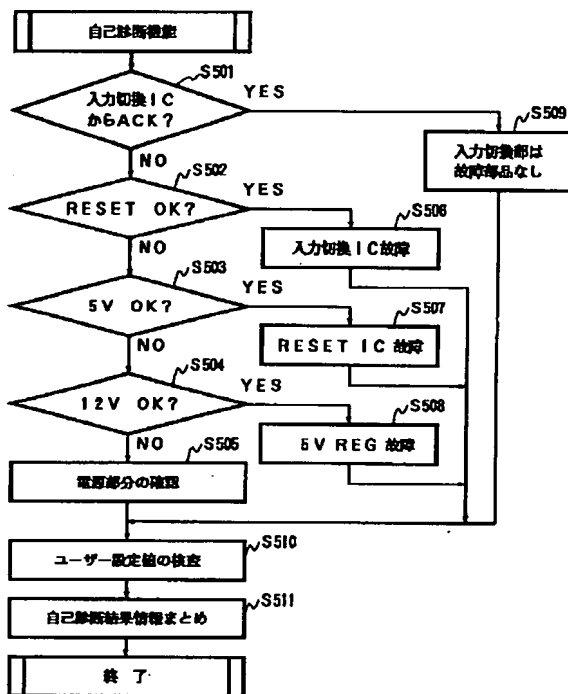 自己診断機能
S501
入力切換IC
からACK?
YES
NO
S509
入力切換部は
故障部品なし
S502
RESET OK?
YES
NO
S506
入力切換IC故障
S503
5V OK?
YES
NO
S507
RESET IC 故障
S504
12V OK?
YES
NO
S508
5V REG 故障
S505
電源部分の確認
S510
ユーザー設定値の検査
S511
自己診断結果情報まとめ
終 了